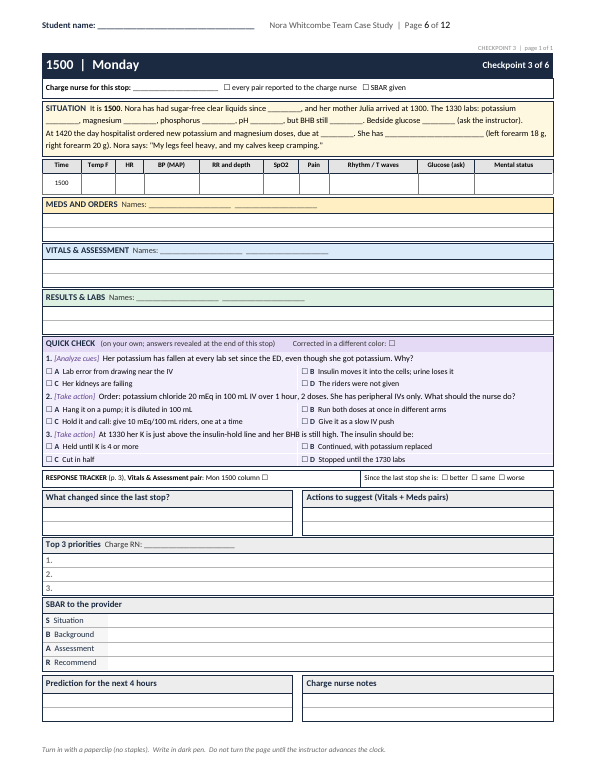 Student name: ___________________________________ Nora Whitcombe Team Case Study | Page 6 of 12
CHECKPOINT 3 | page 1 of 1
1500 | Monday Checkpoint 3 of 6
Charge nurse for this stop: ______________________ ☐ every pair reported to the charge nurse ☐ SBAR given
SITUATION It is 1500. Nora has had sugar-free clear liquids since ________, and her mother Julia arrived at 1300. The 1330 labs: potassium
________, magnesium ________, phosphorus ________, pH ________, but BHB still ________. Bedside glucose ________ (ask the instructor).
At 1420 the day hospitalist ordered new potassium and magnesium doses, due at ________. She has ________________________ (left forearm 18 g,
right forearm 20 g). Nora says: "My legs feel heavy, and my calves keep cramping."
Time Temp F HR BP (MAP) RR and depth SpO2 Pain Rhythm / T waves Glucose (ask) Mental status
1500
MEDS AND ORDERS Names: ____________________ ____________________
VITALS & ASSESSMENT Names: ____________________ ____________________
RESULTS & LABS Names: ____________________ ____________________
QUICK CHECK (on your own; answers revealed at the end of this stop) Corrected in a different color: ☐
1. [Analyze cues] Her potassium has fallen at every lab set since the ED, even though she got potassium. Why?
☐ A Lab error from drawing near the IV ☐ B Insulin moves it into the cells; urine loses it
☐ C Her kidneys are failing ☐ D The riders were not given
2. [Take action] Order: potassium chloride 20 mEq in 100 mL IV over 1 hour, 2 doses. She has peripheral IVs only. What should the nurse do?
☐ A Hang it on a pump; it is diluted in 100 mL ☐ B Run both doses at once in different arms
☐ C Hold it and call: give 10 mEq/100 mL riders, one at a time ☐ D Give it as a slow IV push
3. [Take action] At 1330 her K is just above the insulin-hold line and her BHB is still high. The insulin should be:
☐ A Held until K is 4 or more ☐ B Continued, with potassium replaced
☐ C Cut in half ☐ D Stopped until the 1730 labs
RESPONSE TRACKER (p. 3), Vitals & Assessment pair: Mon 1500 column ☐ Since the last stop she is: ☐ better ☐ same ☐ worse
What changed since the last stop? Actions to suggest (Vitals + Meds pairs)
Top 3 priorities Charge RN: ______________________
1.
2.
3.
SBAR to the provider
S Situation
B Background
A Assessment
R Recommend
Prediction for the next 4 hours Charge nurse notes
Turn in with a paperclip (no staples). Write in dark pen. Do not turn the page until the instructor advances the clock.